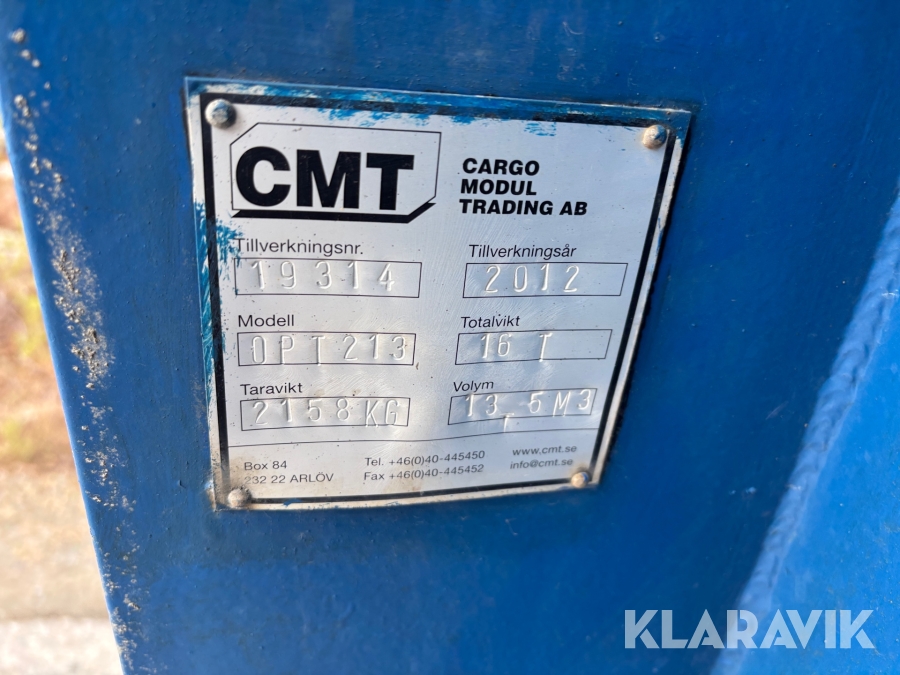 CMT
CARGO
MODUL
TRADING AB
Tillverkningsnr.
19314
Tillverkningsår
2012
Modell
OPT213
Totalvikt
16 T
Taravikt
2158KG
Volym
13,5M3
Box 84
232 22 ARLÖV
Tel. +46(0)40-445450
Fax +46(0)40-445452
www.cmt.se
info@cmt.se
KLARAVIK